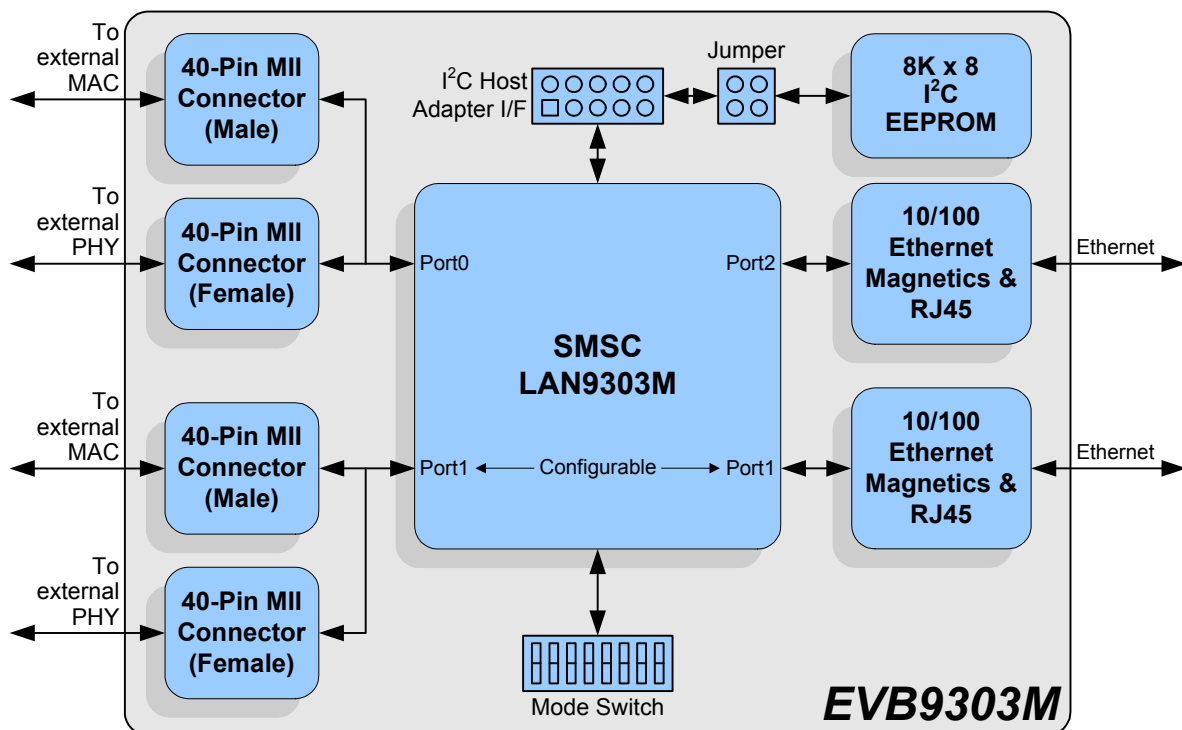 To
external
MAC
40-Pin MII
Connector
(Male)
To
external
PHY
40-Pin MII
Connector
(Female)
To
external
MAC
40-Pin MII
Connector
(Male)
To
external
PHY
40-Pin MII
Connector
(Female)
I²C Host
Adapter I/F
Jumper
8K x 8
I²C
EEPROM
Port0
Port2
SMSC
LAN9303M
Port1
Configurable
Port1
10/100
Ethernet
Magnetics &
RJ45
Ethernet
10/100
Ethernet
Magnetics &
RJ45
Ethernet
Mode Switch
EVB9303M